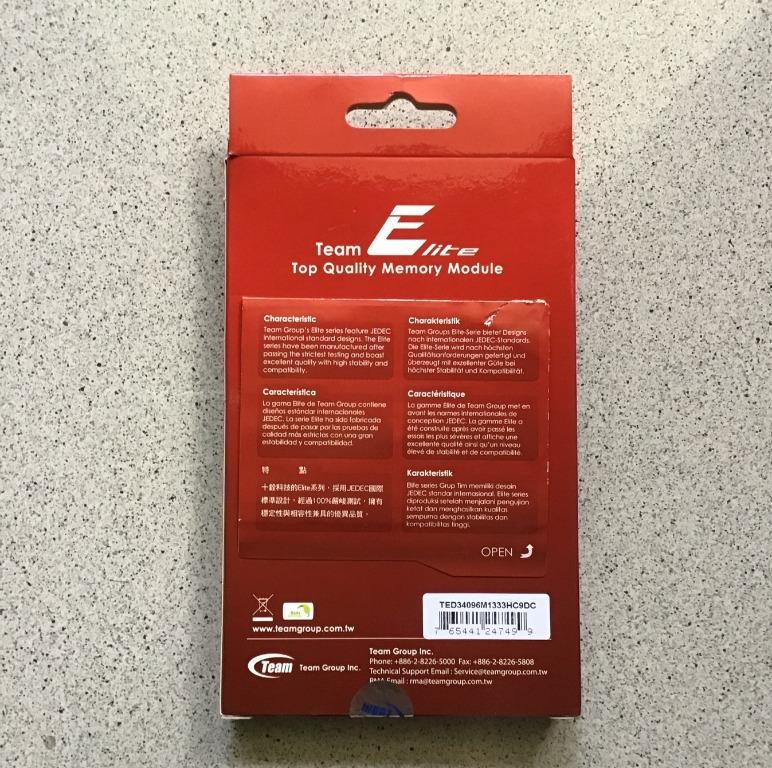 Team Elite
Top Quality Memory Module
Characteristic
Team Group's Elite series feature JEDEC
international standard designs. The Elite
series have been manufactured after
passing the strictest testing and boast
excellent quality with high stability and
compatibility.
Charakteristik
Team Groups Elite-Serie bietet Designs
nach internationalen JEDEC-Standards.
Die Elite-Serie wird nach höchsten
Qualitätsanforderungen gefertigt und
überzeugt mit exzellenter Güte bei
höchster Stabilität und Kompatibilität.
Característica
La gama Elite de Team Group contiene
diseños estándar internacionales
JEDEC. La serie Elite ha sido fabricada
después de pasar por las pruebas de
calidad más estrictas con una gran
estabilidad y compatibilidad.
Caractéristique
La gamme Elite de Team Group met en
avant les normes internationales de
conception JEDEC. La gamme Elite a
été construite après avoir passé les
essais les plus sévères et affiche une
excellente qualité ainsi qu'un niveau
élevé de stabilité et de compatibilité.
特 點
十銓科技的Elite系列，採用JEDEC國際
標準設計，經過100%嚴峻測試，擁有
穩定性與相容性兼具的優異品質。
Karakteristik
Elite series Grup Tim memiliki desain
JEDEC standar internasional. Elite series
diproduksi setelah menjalani pengujian
ketat dan menghasilkan kualitas
sempurna dengan stabilitas dan
kompatibilitas tinggi.
OPEN
TED34096M1333HC9DC
7 65441 24749 9
www.teamgroup.com.tw
Team
Team Group Inc.
Team Group Inc.
Phone: +886-2-8226-5000 Fax: +886-2-8226-5808
Technical Support Email : Service@teamgroup.com.tw
RMA Email : rma@teamgroup.com.tw